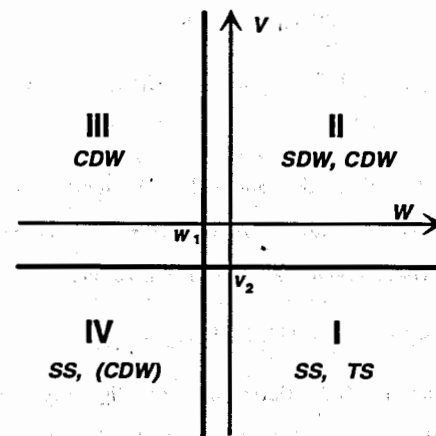 V
III
II
CDW
SDW, CDW
W
W₁
V₂
IV
I
SS, (CDW)
SS, TS